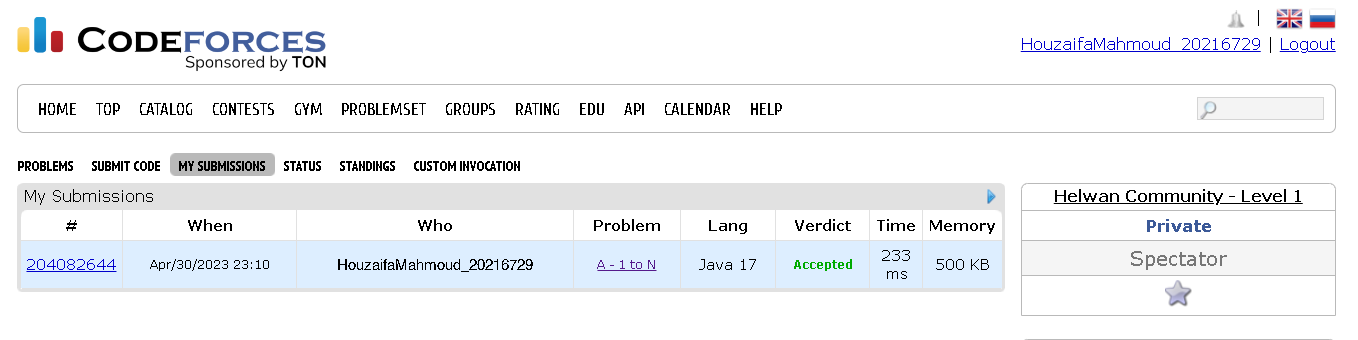 CODEFORCES
Sponsored by TON
|
HouzaifaMahmoud_20216729 | Logout
HOME TOP CATALOG CONTESTS GYM PROBLEMSET GROUPS RATING EDU API CALENDAR HELP
PROBLEMS SUBMIT CODE MY SUBMISSIONS STATUS STANDINGS CUSTOM INVOCATION
My Submissions
# When Who Problem Lang Verdict Time Memory
204082644 Apr/30/2023 23:10 HouzaifaMahmoud_20216729 A - 1 to N Java 17 Accepted 233 ms 500 KB
Helwan Community - Level 1
Private
Spectator